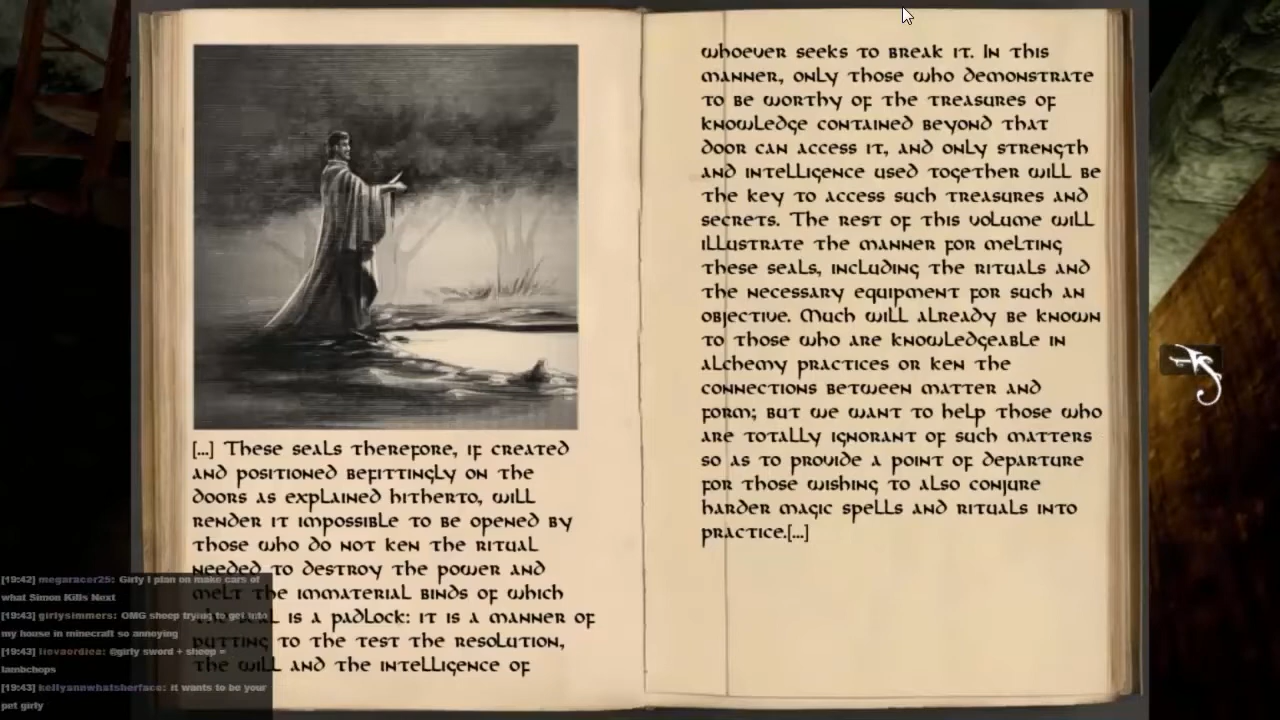 [...] These seals therefore, if created
and positioned befittingly on the
doors as explained hitherto, will
render it impossible to be opened by
those who do not ken the ritual
needed to destroy the power and
melt the immaterial binds of which
the seal is a padlock: it is a manner of
putting to the test the resolution,
the will and the intelligence of
whoever seeks to break it. In this
manner, only those who demonstrate
to be worthy of the treasures of
knowledge contained beyond that
door can access it, and only strength
and intelligence used together will be
the key to access such treasures and
secrets. The rest of this volume will
illustrate the manner for melting
these seals, including the rituals and
the necessary equipment for such an
objective. Much will already be known
to those who are knowledgeable in
alchemy practices or ken the
connections between matter and
form; but we want to help those who
are totally ignorant of such matters
so as to provide a point of departure
for those wishing to also conjure
harder magic spells and rituals into
practice.[...]
[19:42] megaracer25: Girly I plan on make cars of
what Simon Kills Next
[19:43] girlysimmers: OMG sheep trying to get into
my house in minecraft so annoying
[19:43] @girly sword + sheep =
lambchops
[19:43] kellyannwhatsherface: it wants to be your
pet girly